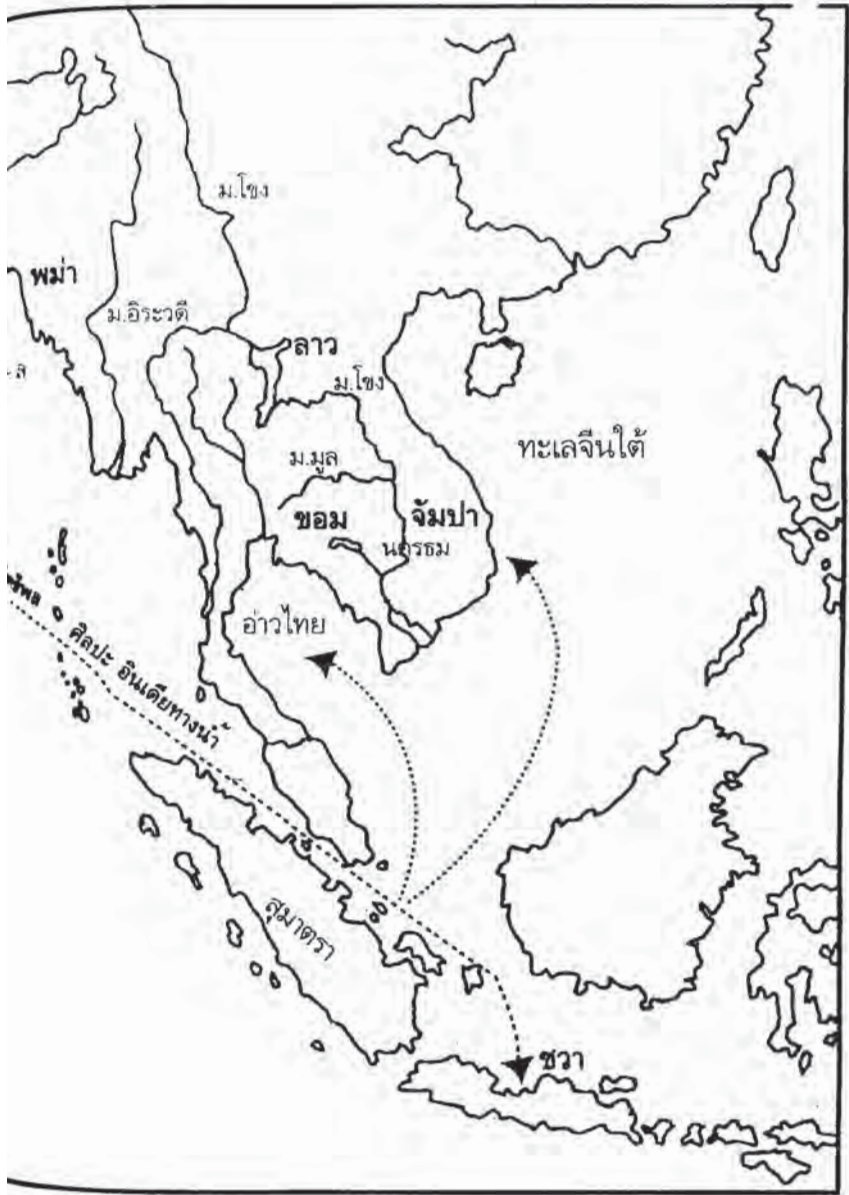 ม.โขง
พม่า
ม.อิระวดี
ลาว
สิ
ม.โขง
ทะเลจีนใต้
ม.มูล
ขอม
จัมปา
นครธม
อ่าวไทย
ศิลปะ อินเดียทางน้ำ
สุมาตรา
ชวา